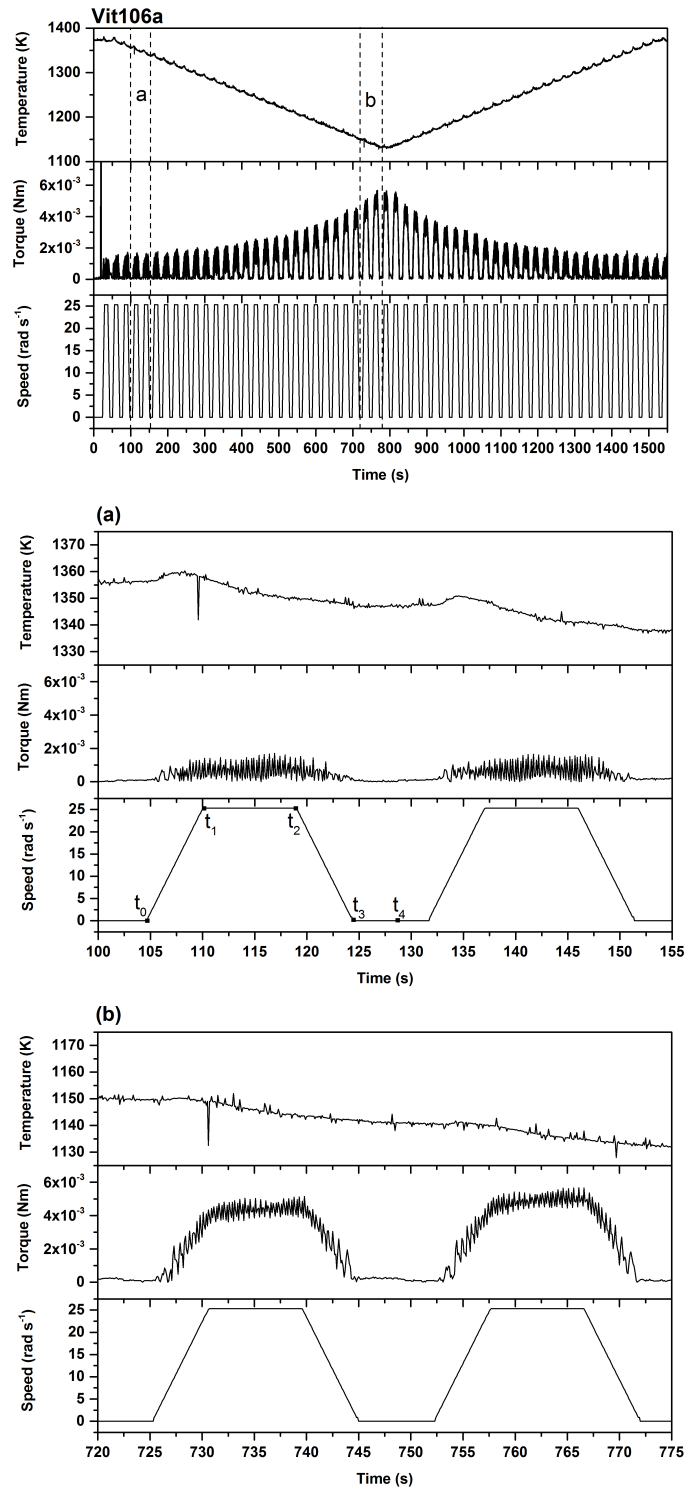 Vit106a
Temperature (K)
1400
1300
1200
1100
a
b
Torque (Nm)
6x10⁻³
4x10⁻³
2x10⁻³
0
Speed (rad s⁻¹)
25
20
15
10
5
0
0 100 200 300 400 500 600 700 800 900 1000 1100 1200 1300 1400 1500
Time (s)
(a)
Temperature (K)
1370
1360
1350
1340
1330
Torque (Nm)
6x10⁻³
4x10⁻³
2x10⁻³
0
Speed (rad s⁻¹)
25
20
15
10
5
0
t₀
t₁
t₂
t₃
t₄
100 105 110 115 120 125 130 135 140 145 150 155
Time (s)
(b)
Temperature (K)
1170
1160
1150
1140
1130
Torque (Nm)
6x10⁻³
4x10⁻³
2x10⁻³
0
Speed (rad s⁻¹)
25
20
15
10
5
0
720 725 730 735 740 745 750 755 760 765 770 775
Time (s)